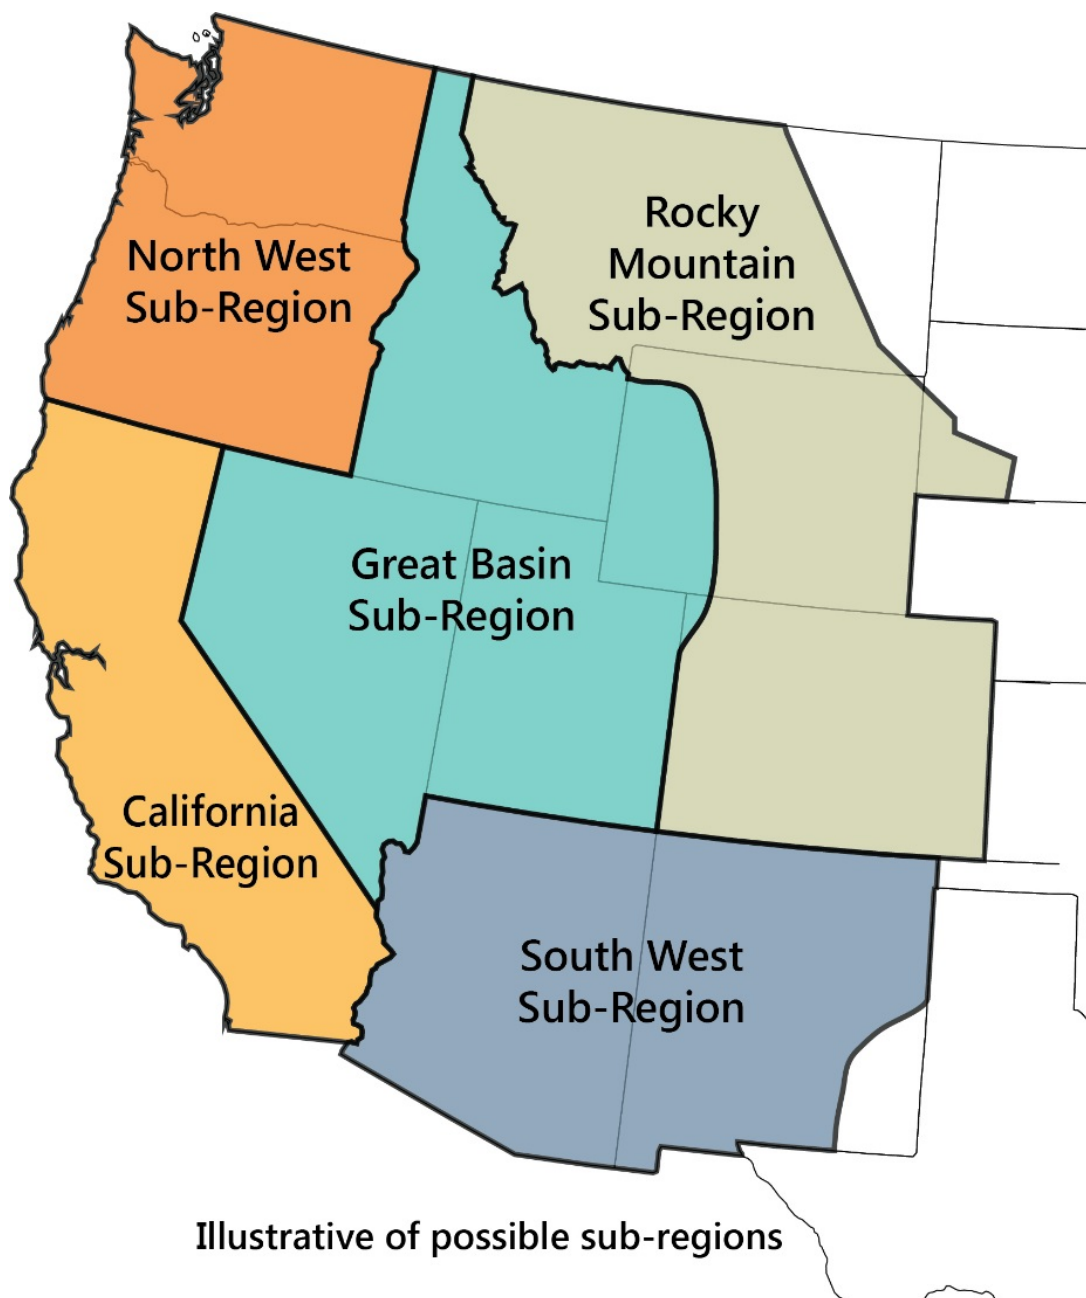 Rocky
Mountain
Sub-Region
North West
Sub-Region
Great Basin
Sub-Region
California
Sub-Region
South West
Sub-Region
Illustrative of possible sub-regions